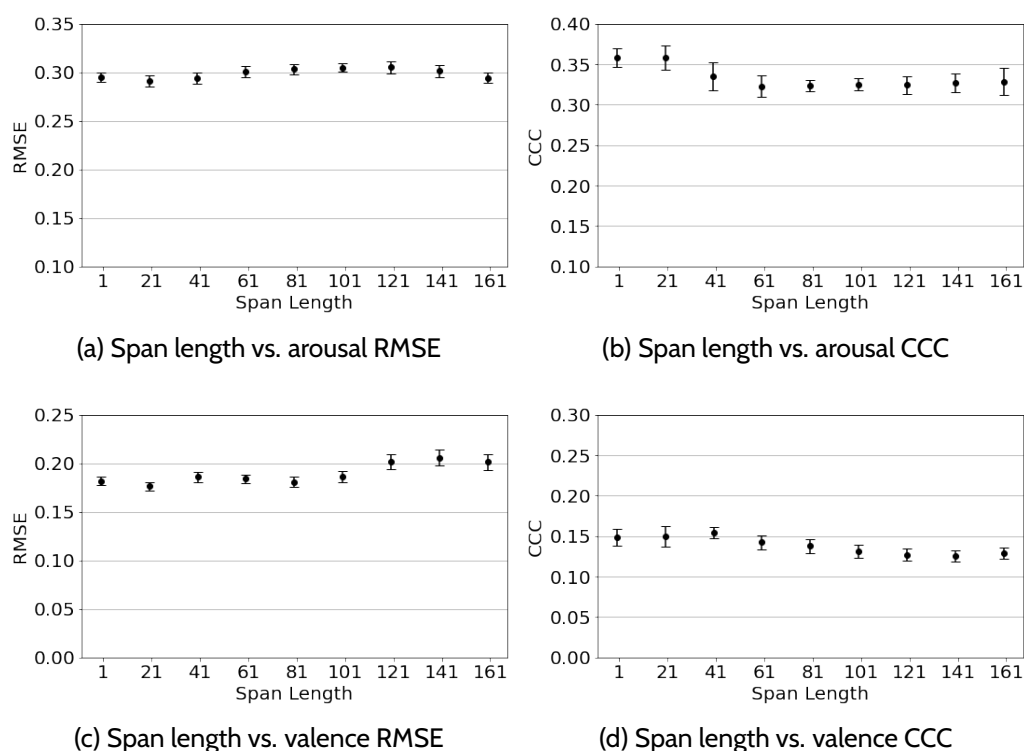 0.35
0.30
0.25
0.20
0.15
0.10
RMSE
1 21 41 61 81 101 121 141 161
Span Length
(a) Span length vs. arousal RMSE
0.40
0.35
0.30
0.25
0.20
0.15
0.10
CCC
1 21 41 61 81 101 121 141 161
Span Length
(b) Span length vs. arousal CCC
0.25
0.20
0.15
0.10
0.05
0.00
RMSE
1 21 41 61 81 101 121 141 161
Span Length
(c) Span length vs. valence RMSE
0.30
0.25
0.20
0.15
0.10
0.05
0.00
CCC
1 21 41 61 81 101 121 141 161
Span Length
(d) Span length vs. valence CCC